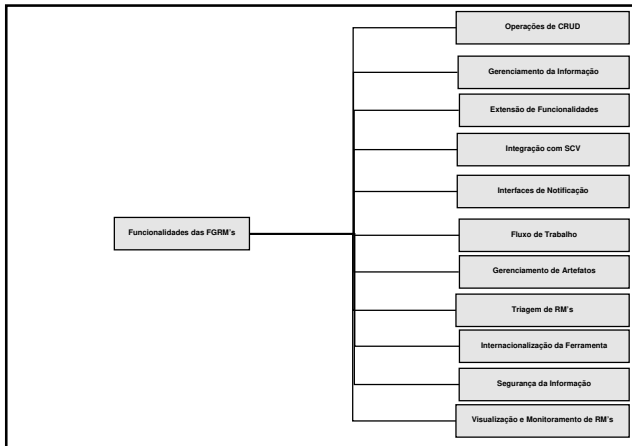 Operações de CRUD
Gerenciamento da Informação
Extensão de Funcionalidades
Integração com SCV
Interfaces de Notificação
Funcionalidades das FGRM's
Fluxo de Trabalho
Gerenciamento de Artefatos
Triagem de RM's
Internacionalização da Ferramenta
Segurança da Informação
Visualização e Monitoramento de RM's